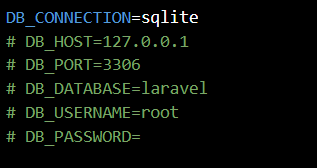 DB_CONNECTION=sqlite
# DB_HOST=127.0.0.1
# DB_PORT=3306
# DB_DATABASE=laravel
# DB_USERNAME=root
# DB_PASSWORD=